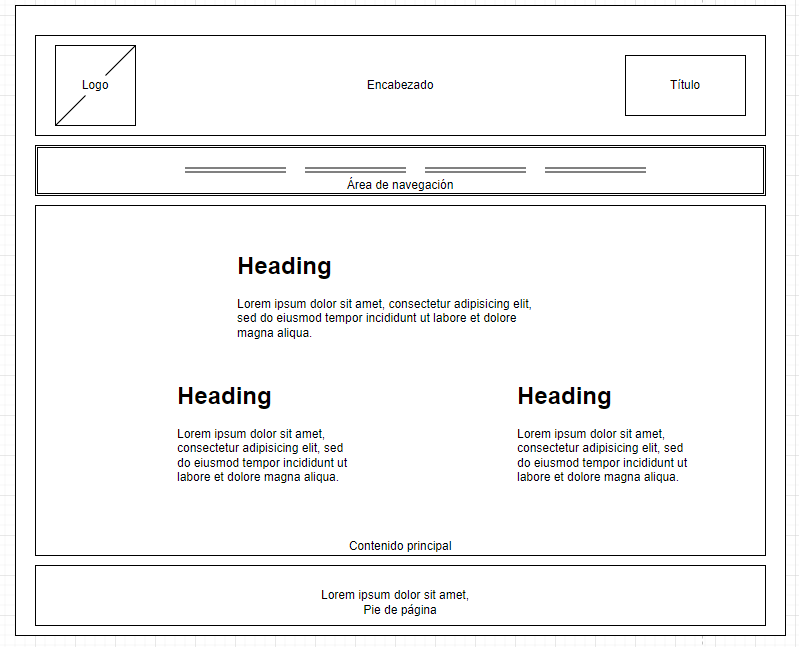 Logo
Encabezado
Título
Área de navegación
Heading
Lorem ipsum dolor sit amet, consectetur adipisicing elit,
sed do eiusmod tempor incididunt ut labore et dolore
magna aliqua.
Heading
Lorem ipsum dolor sit amet,
consectetur adipisicing elit, sed
do eiusmod tempor incididunt ut
labore et dolore magna aliqua.
Heading
Lorem ipsum dolor sit amet,
consectetur adipisicing elit, sed
do eiusmod tempor incididunt ut
labore et dolore magna aliqua.
Contenido principal
Lorem ipsum dolor sit amet,
Pie de página